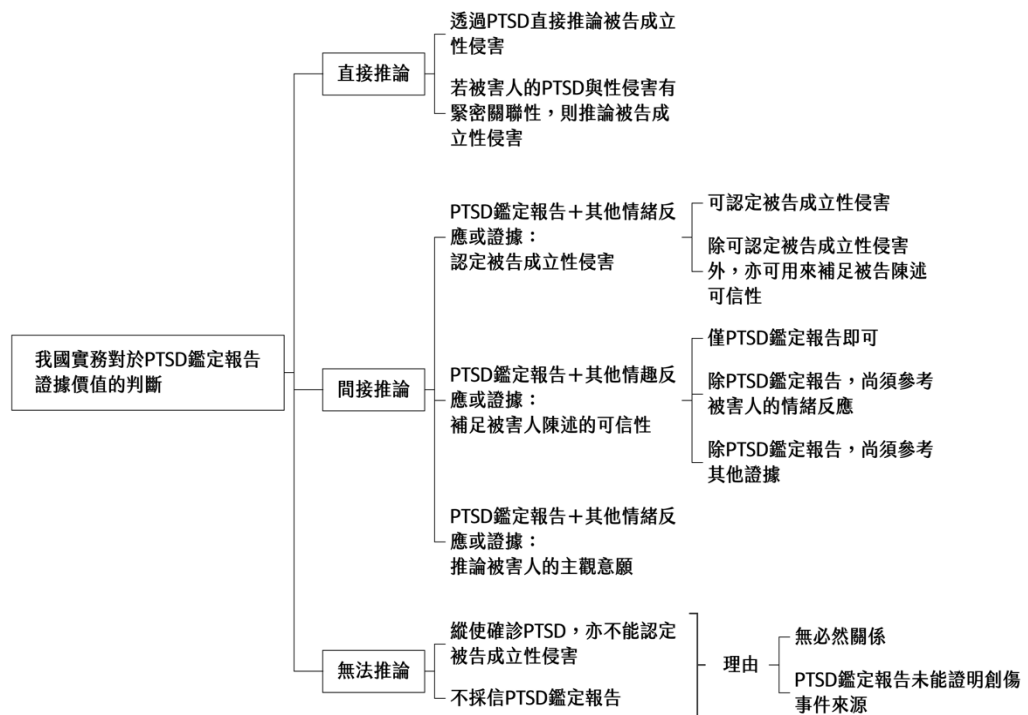 我國實務對於PTSD鑑定報告
證據價值的判斷
直接推論
透過PTSD直接推論被告成立
性侵害
若被害人的PTSD與性侵害有
緊密關聯性，則推論被告成
立性侵害
間接推論
PTSD鑑定報告＋其他情緒反
應或證據：
認定被告成立性侵害
可認定被告成立性侵害
除可認定被告成立性侵害
外，亦可用來補足被告陳述
可信性
PTSD鑑定報告＋其他情趣反
應或證據：
補足被害人陳述的可信性
僅PTSD鑑定報告即可
除PTSD鑑定報告，尚須參考
被害人的情緒反應
除PTSD鑑定報告，尚須參考
其他證據
PTSD鑑定報告＋其他情緒反
應或證據：
推論被害人的主觀意願
無法推論
縱使確診PTSD，亦不能認定
被告成立性侵害
不採信PTSD鑑定報告
理由
無必然關係
PTSD鑑定報告未能證明創傷
事件來源